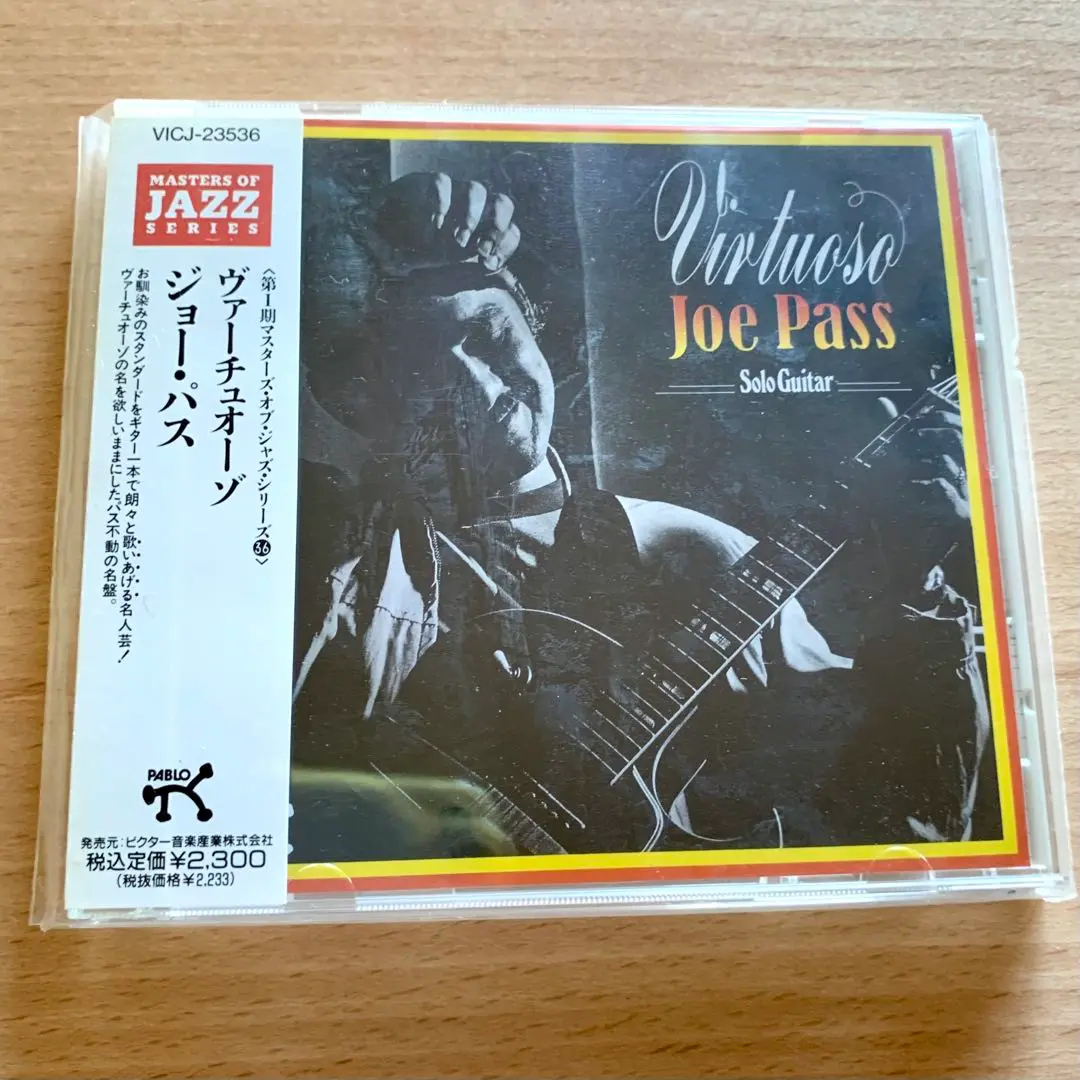 VICJ-23536
MASTERS OF
JAZZ
SERIES
〈第1期マスターズ・オブ・ジャズ・シリーズ36〉
ヴァーチュオーゾ
ジョー・パス
お馴染みのスタンダードをギター一本で朗々と歌いあげる名人芸!
ヴァーチュオーゾの名を欲しいままにしたパス不動の名盤。
PABLO
発売元:ビクター音楽産業株式会社
税込定価¥2,300
(税抜価格¥2,233)
Virtuoso
Joe Pass
Solo Guitar